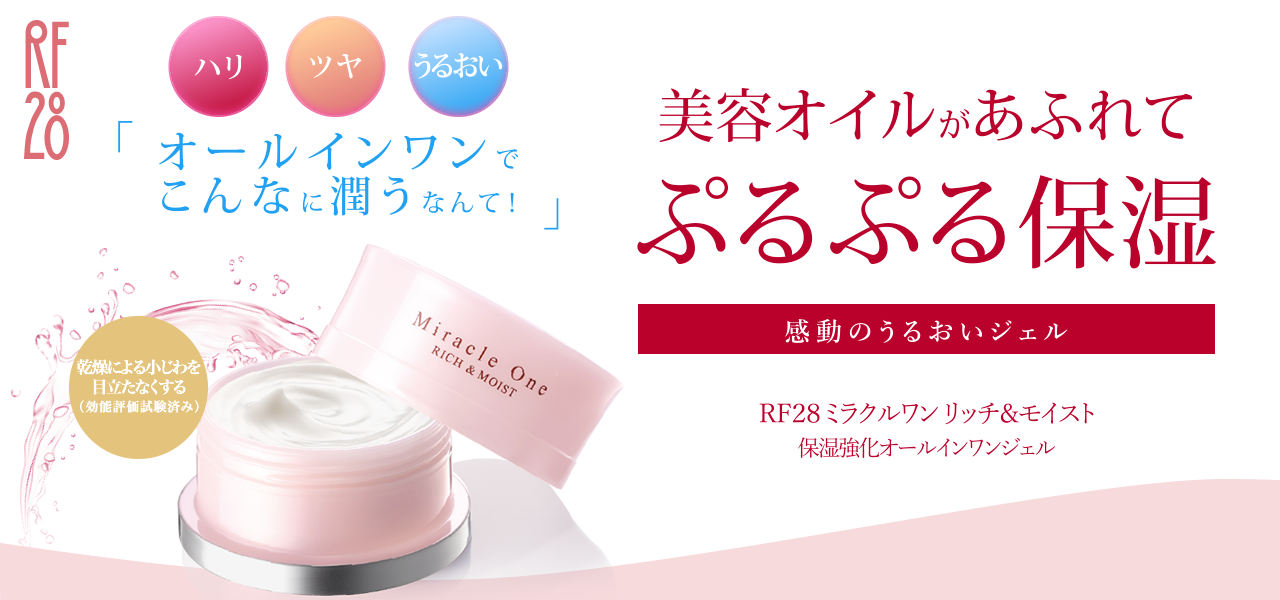 RF
28
ハリ
ツヤ
うるおい
「オールインワンで
こんなに潤うなんて!」
美容オイルがあふれて
ぷるぷる保湿
感動のうるおいジェル
RF28 ミラクルワン リッチ&モイスト
保湿強化オールインワンジェル
Miracle One
RICH & MOIST
乾燥による小じわを
目立たなくする
(効能評価試験済み)